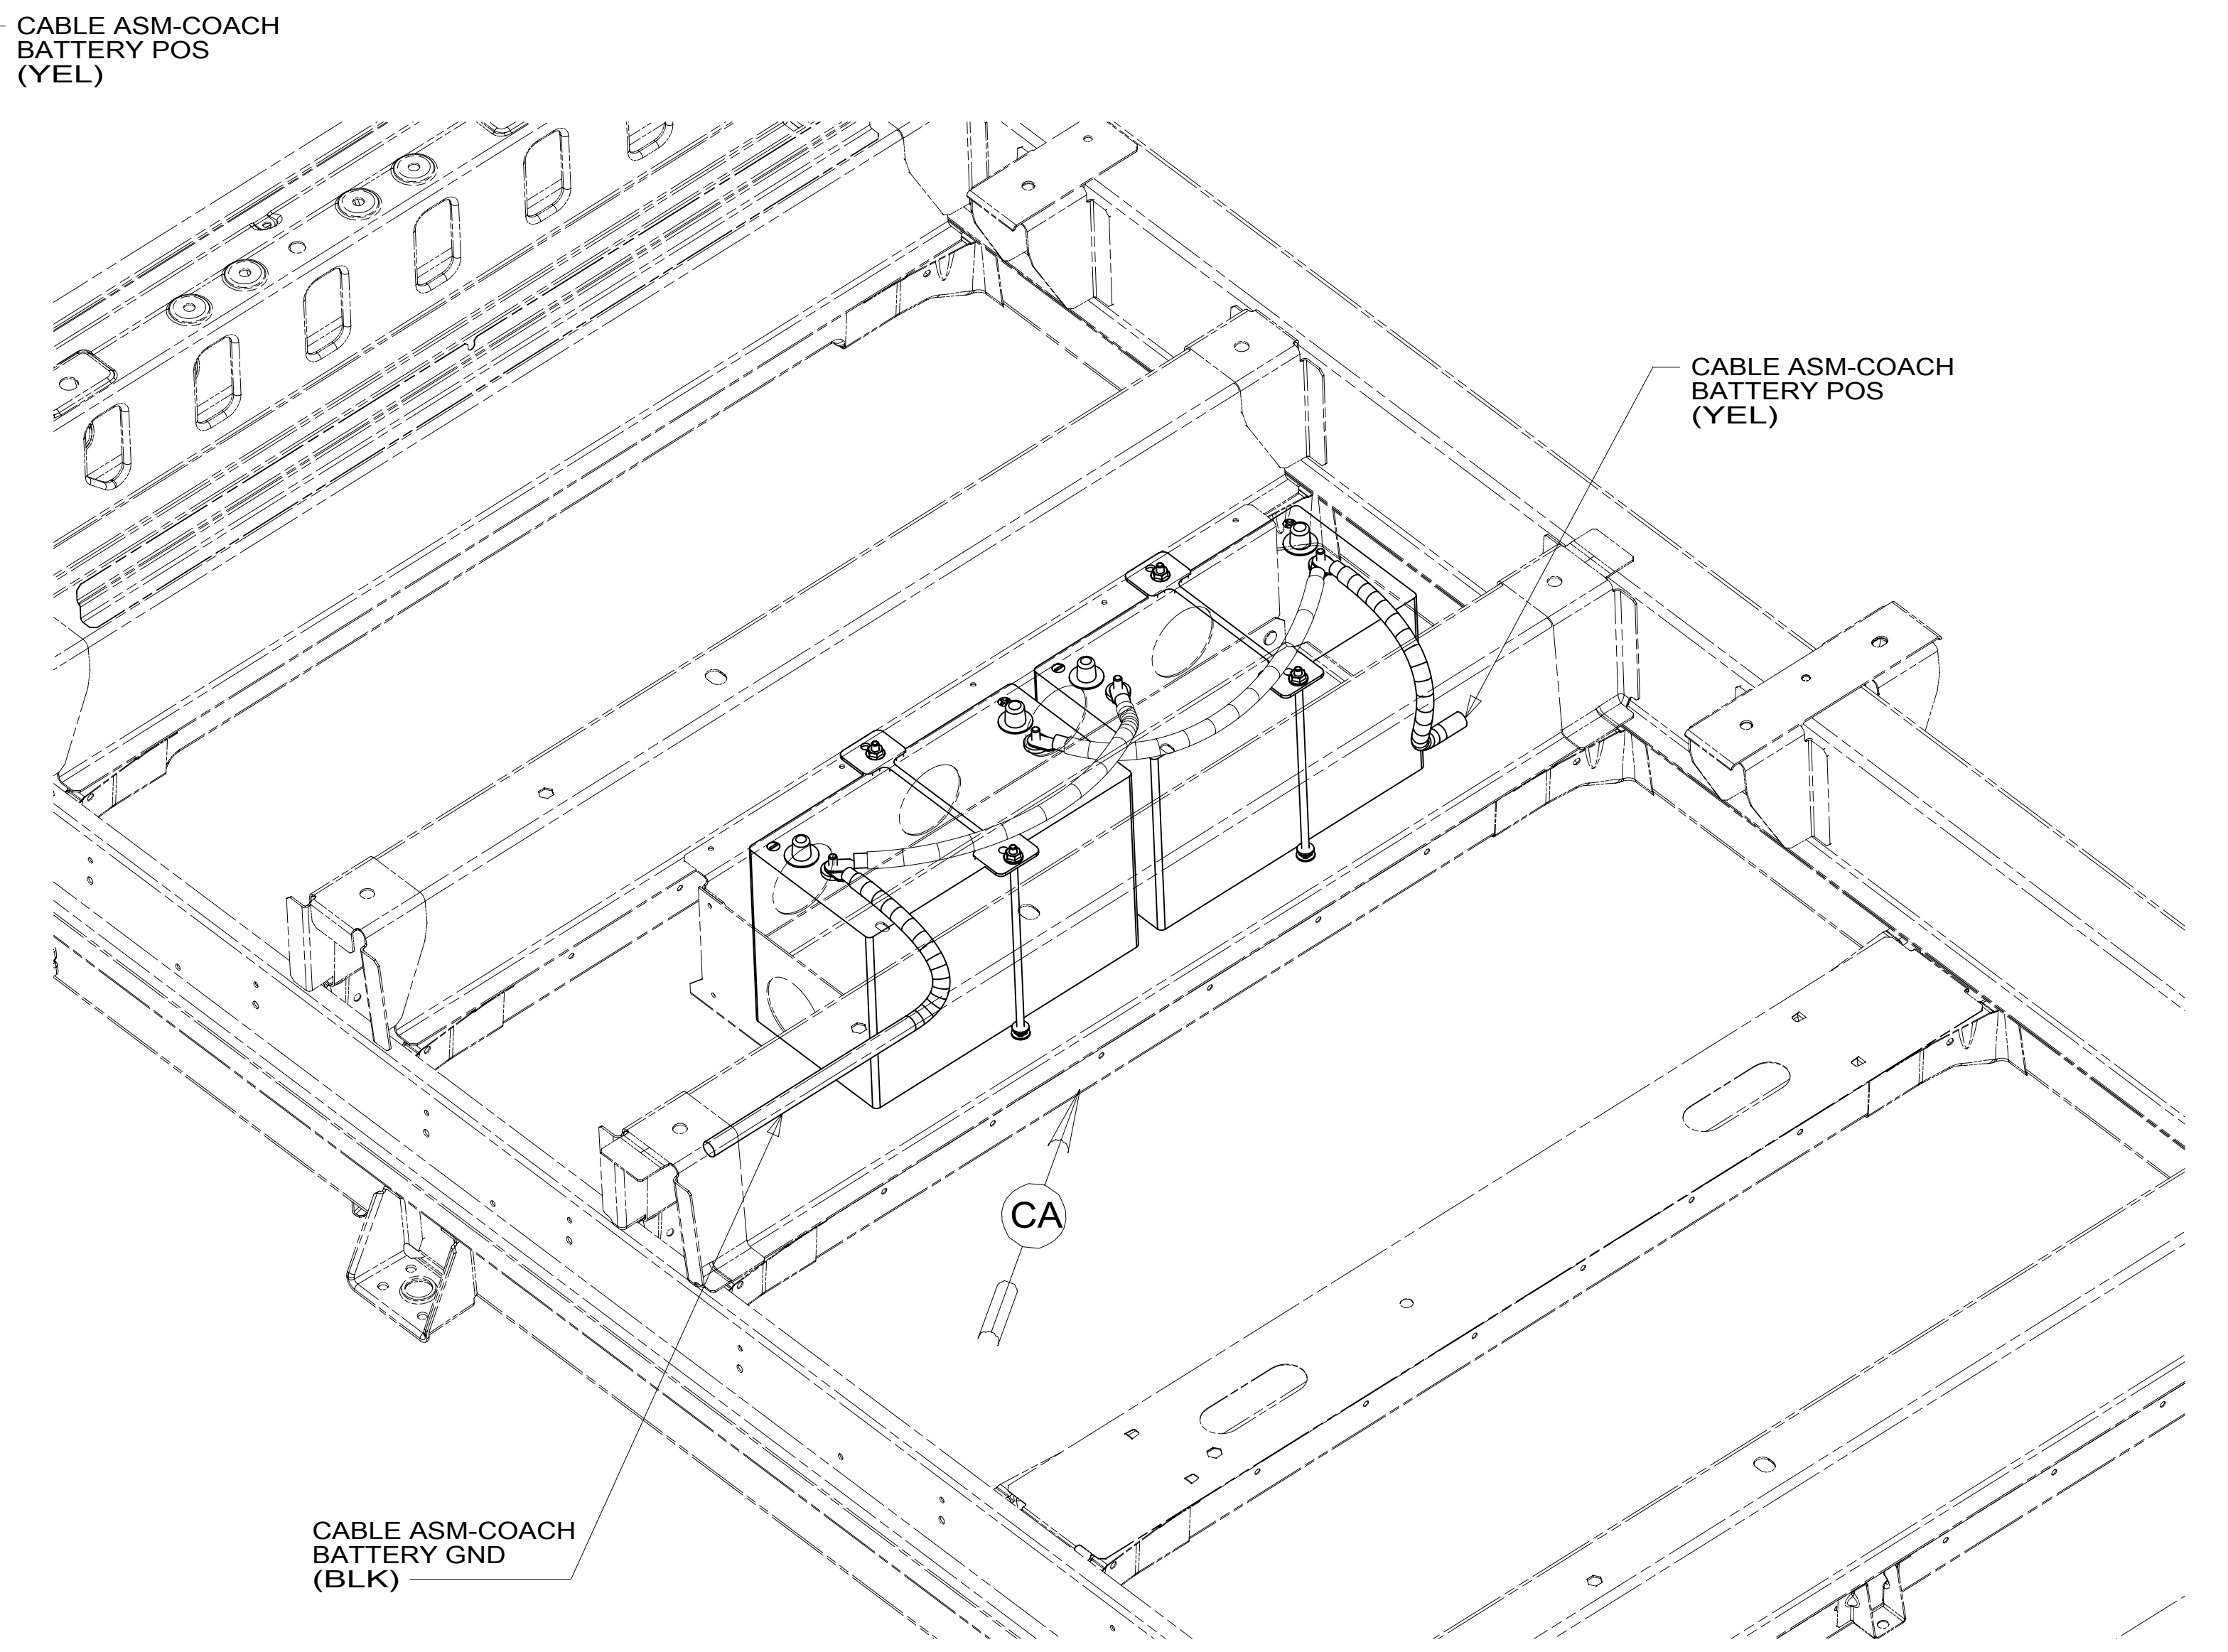 CABLE ASM-COACH
BATTERY POS
(YEL)
CABLE ASM-COACH
BATTERY POS
(YEL)
CA
CABLE ASM-COACH
BATTERY GND
(BLK)